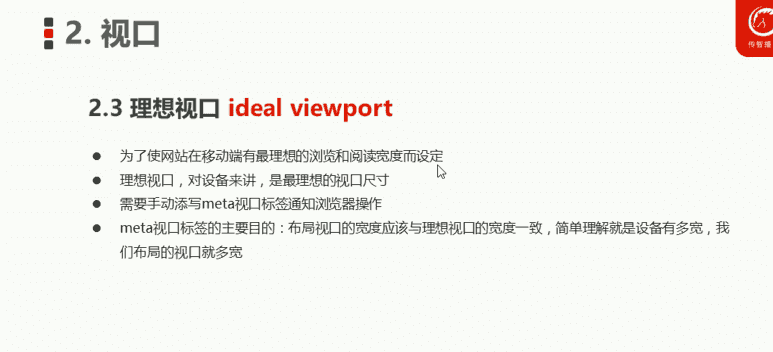 2. 视口
传智播
2.3 理想视口 ideal viewport
为了使网站在移动端有最理想的浏览和阅读宽度而设定
理想视口，对设备来讲，是最理想的视口尺寸
需要手动添写meta视口标签通知浏览器操作
meta视口标签的主要目的：布局视口的宽度应该与理想视口的宽度一致，简单理解就是设备有多宽，我
们布局的视口就多宽